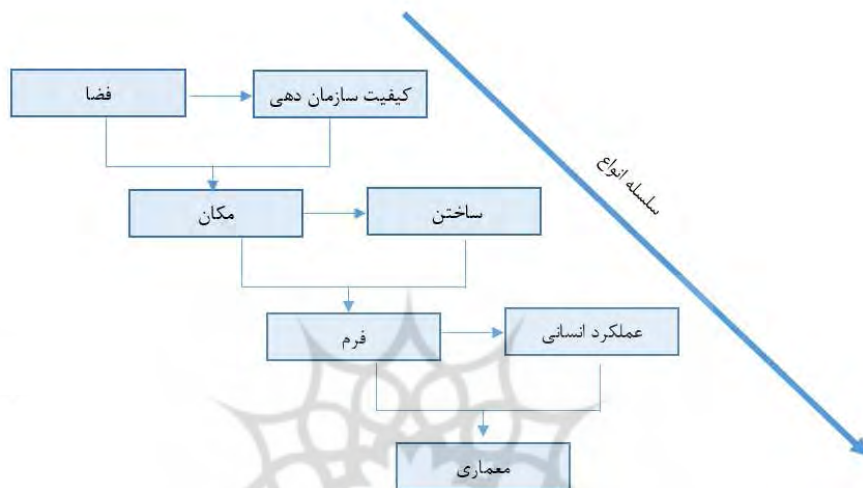 فضا
کیفیت سازمان دهی
مکان
ساختن
سلسله انواع
فرم
عملکرد انسانی
معماری